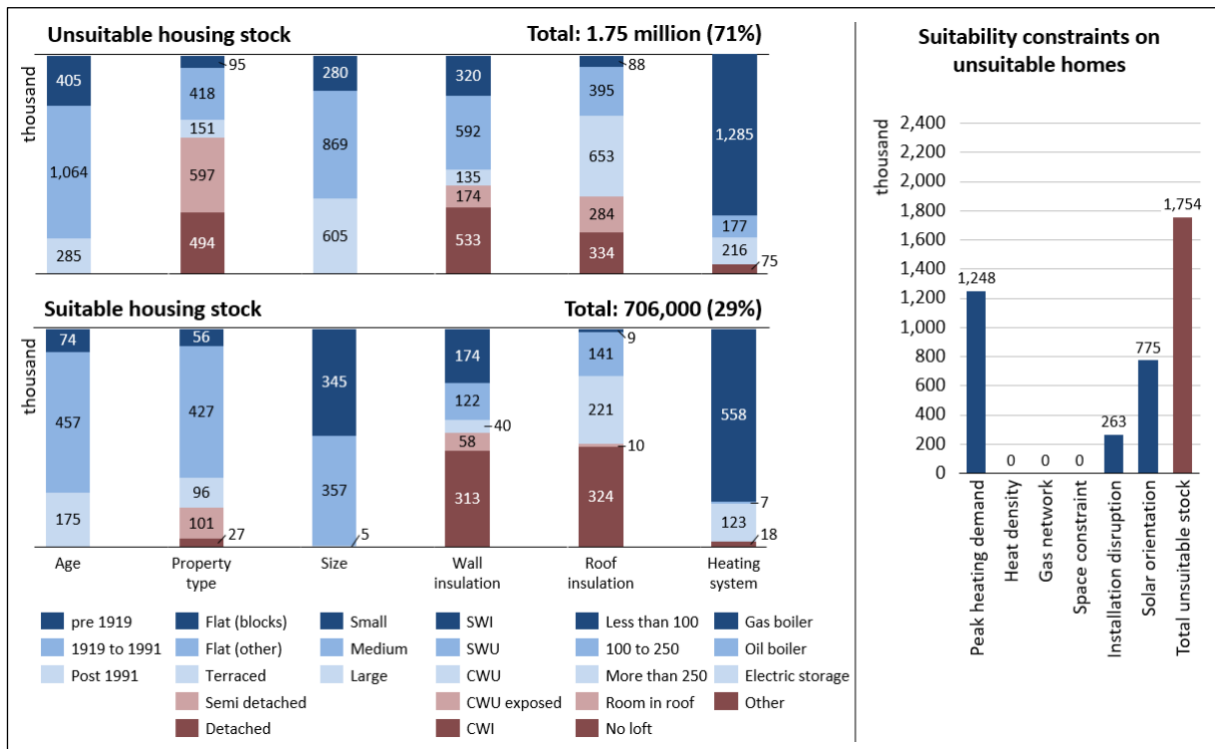 Unsuitable housing stock Total: 1.75 million (71%)
thousand
405
1,064
285
95
418
151
597
494
280
869
605
320
592
135
174
533
88
395
653
284
334
1,285
177
216
75
Suitable housing stock Total: 706,000 (29%)
thousand
74
457
175
56
427
96
101
27
345
357
5
174
122
40
58
313
9
141
221
10
324
558
7
123
18
Age
Property type
Size
Wall insulation
Roof insulation
Heating system
pre 1919
1919 to 1991
Post 1991
Flat (blocks)
Flat (other)
Terraced
Semi detached
Detached
Small
Medium
Large
SWI
SWU
CWU
CWU exposed
CWI
Less than 100
100 to 250
More than 250
Room in roof
No loft
Gas boiler
Oil boiler
Electric storage
Other
Suitability constraints on
unsuitable homes
thousand
2,400
2,200
2,000
1,800
1,600
1,400
1,200
1,000
800
600
400
200
0
1,248
0
0
0
263
775
1,754
Peak heating demand
Heat density
Gas network
Space constraint
Installation disruption
Solar orientation
Total unsuitable stock